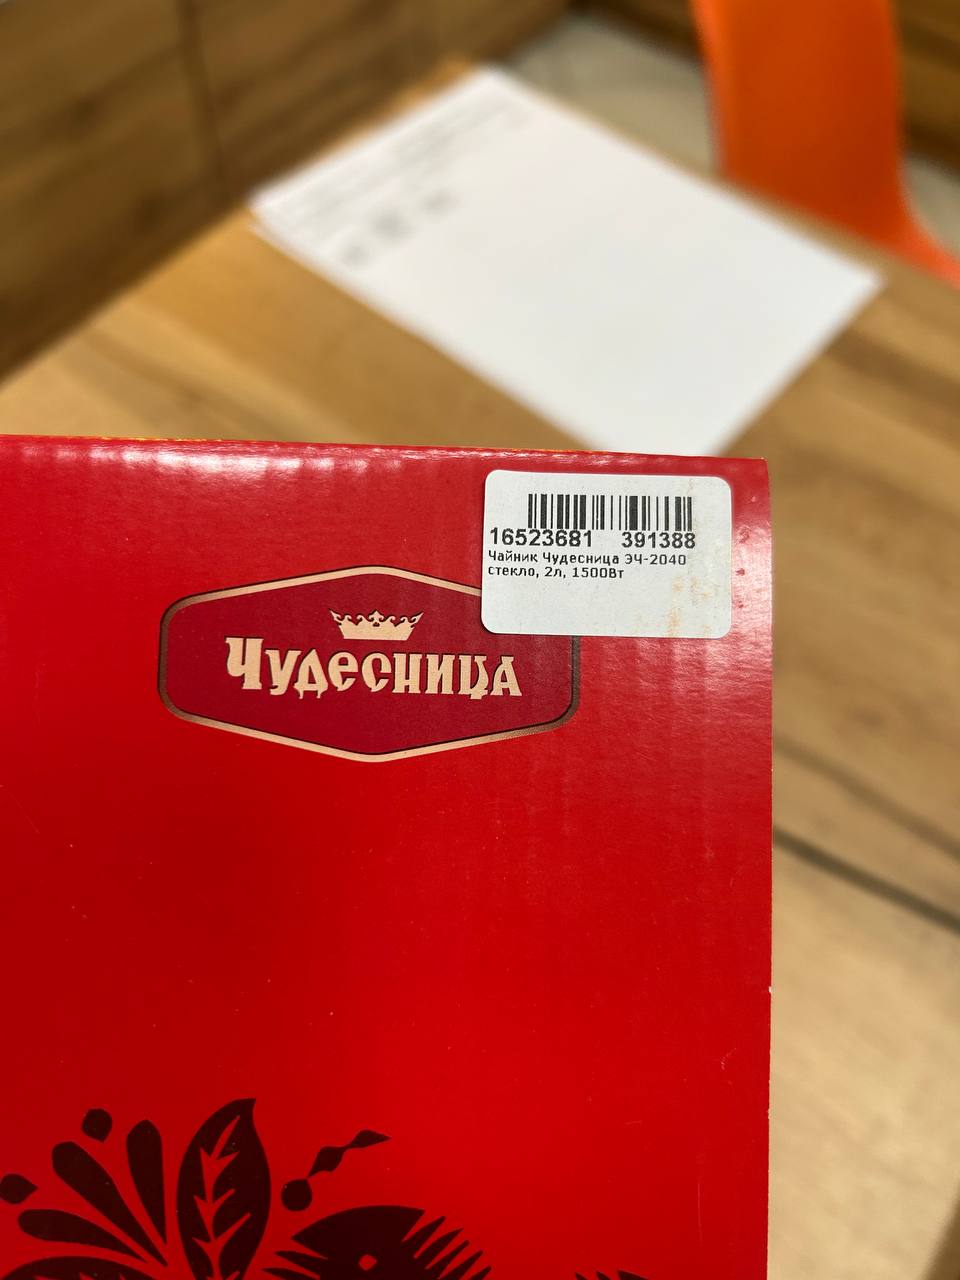 16523681 391388
Чайник Чудесница ЭЧ-2040
стекло, 2л, 1500Вт
Чудесница